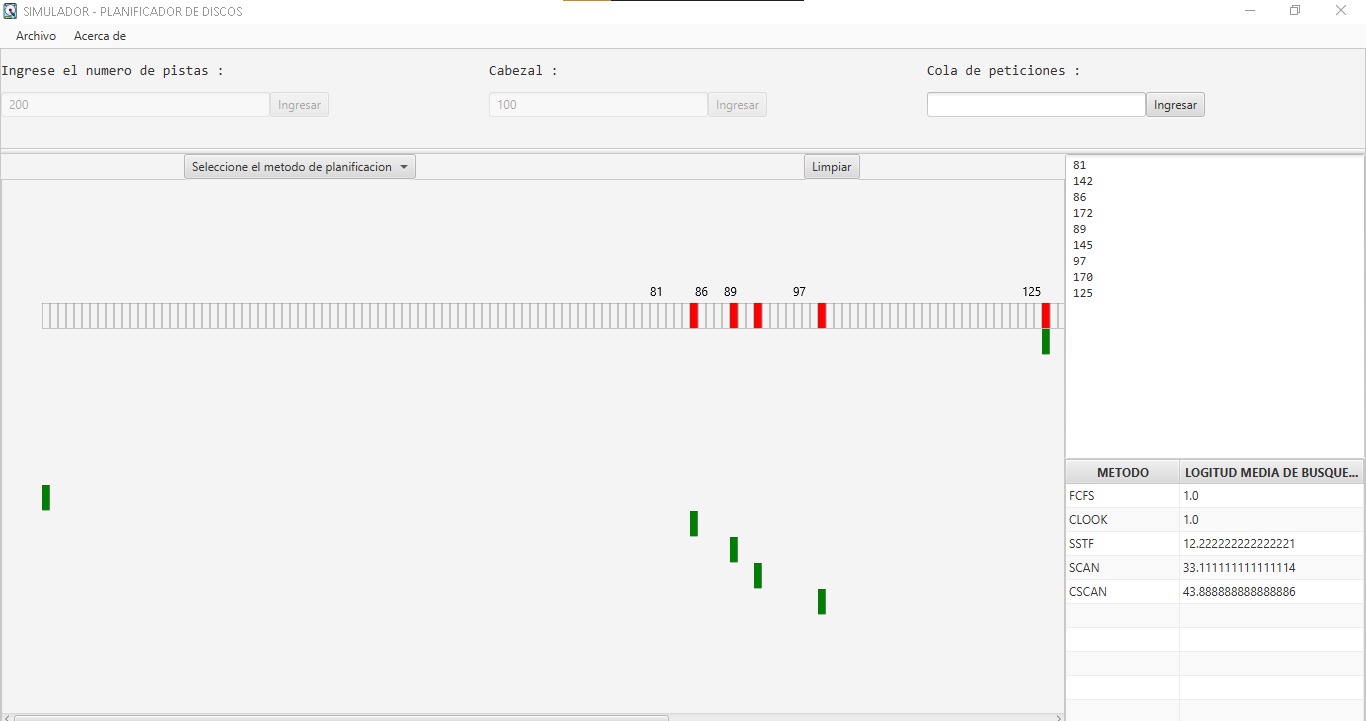 SIMULADOR - PLANIFICADOR DE DISCOS
Archivo Acerca de
Ingrese el numero de pistas : Cabezal : Cola de peticiones :
200 Ingresar 100 Ingresar Ingresar
Seleccione el metodo de planificacion Limpiar
81
142
86
172
89
145
97
170
125
81 86 89 97 125
METODO LOGITUD MEDIA DE BUSQUE...
FCFS 1.0
CLOOK 1.0
SSTF 12.222222222222221
SCAN 33.111111111111114
CSCAN 43.888888888888886